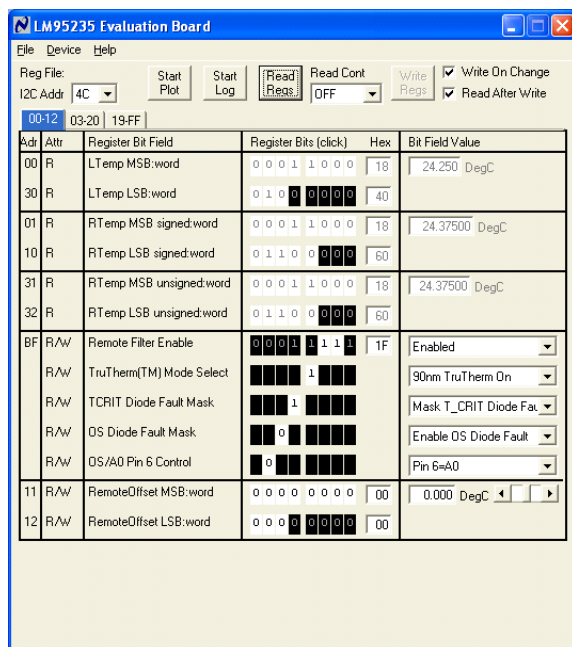 LM95235 Evaluation Board
File Device Help
Reg File:
I2C Addr 4C
Start Plot
Start Log
Read Regs
Read Cont
OFF
Write Regs
Write On Change
Read After Write
00-12 03-20 19-FF
Adr Attr Register Bit Field Register Bits (click) Hex Bit Field Value
00 R LTemp MSB:word 0 0 0 1 1 0 0 0 18 24.250 DegC
30 R LTemp LSB:word 0 1 0 0 0 0 0 0 40
01 R RTemp MSB signed:word 0 0 0 1 1 0 0 0 18 24.37500 DegC
10 R RTemp LSB signed:word 0 1 1 0 0 0 0 0 60
31 R RTemp MSB unsigned:word 0 0 0 1 1 0 0 0 18 24.37500 DegC
32 R RTemp LSB unsigned:word 0 1 1 0 0 0 0 0 60
BF R/W Remote Filter Enable 0 0 0 1 1 1 1 1 1F Enabled
R/W TruTherm(TM) Mode Select 1 90nm TruTherm On
R/W TCRIT Diode Fault Mask 1 Mask T_CRIT Diode Fau
R/W OS Diode Fault Mask 0 Enable OS Diode Fault
R/W OS/A0 Pin 6 Control 0 Pin 6=A0
11 R/W RemoteOffset MSB:word 0 0 0 0 0 0 0 0 00 0.000 DegC
12 R/W RemoteOffset LSB:word 0 0 0 0 0 0 0 0 00